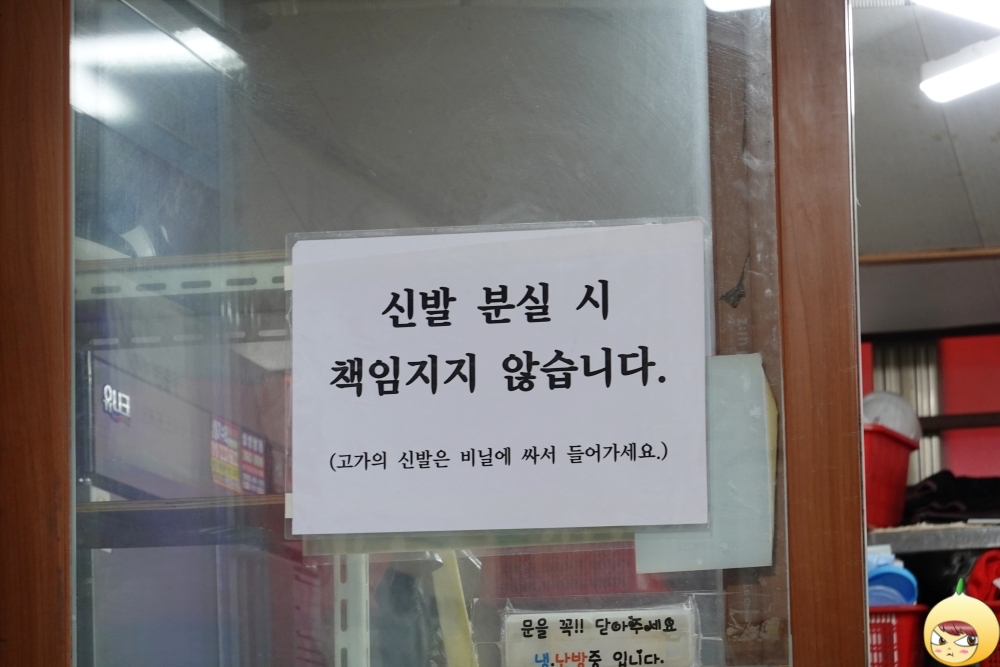 신발 분실 시
책임지지 않습니다.
(고가의 신발은 비닐에 싸서 들어가세요.)
문을 꼭!! 닫아주세요
냉.난방중 입니다.